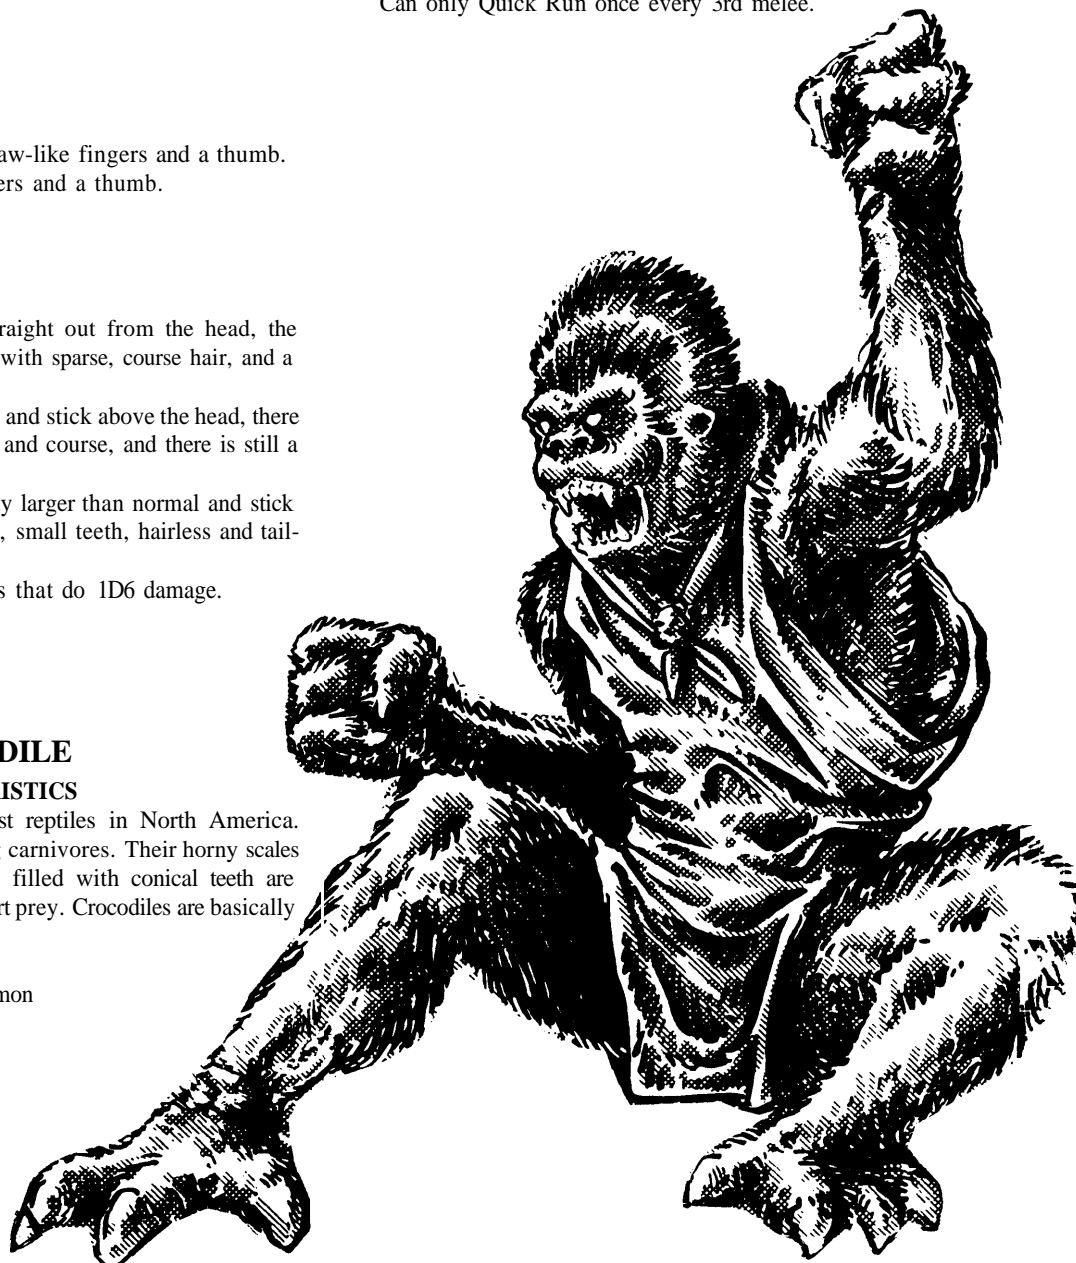 Can only Quick Run once every 3rd melee.
aw-like fingers and a thumb.
ers and a thumb.
raight out from the head, the
with sparse, course hair, and a
and stick above the head, there
and course, and there is still a
y larger than normal and stick
, small teeth, hairless and tail-
s that do 1D6 damage.
DILE
ISTICS
st reptiles in North America.
g carnivores. Their horny scales
filled with conical teeth are
rt prey. Crocodiles are basically
mon